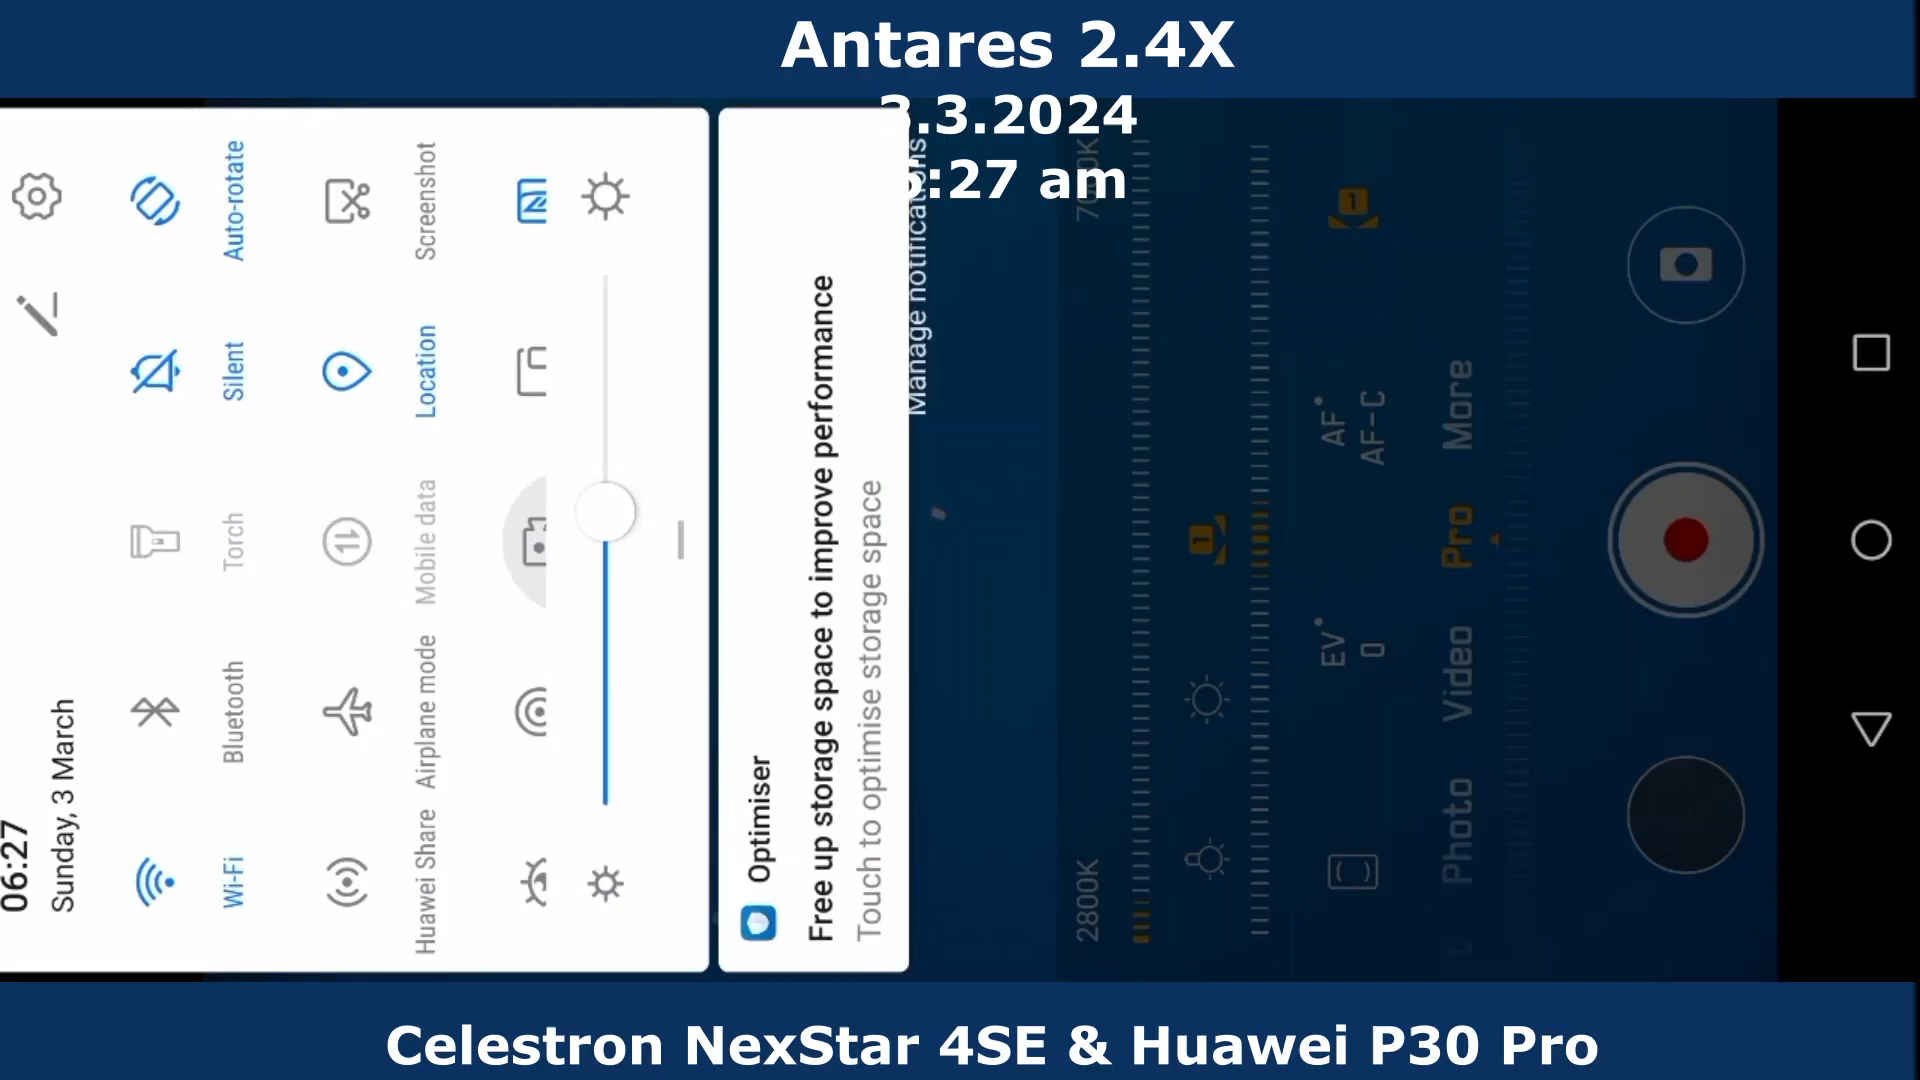 Antares 2.4X
3.3.2024
6:27 am
06:27
Sunday, 3 March
Wi-Fi
Bluetooth
Torch
Silent
Auto-rotate
Huawei Share
Airplane mode
Mobile data
Location
Screenshot
Optimiser
Free up storage space to improve performance
Touch to optimise storage space
Manage notifications
2800K
7000K
EV
0
AF
AF-C
Photo
Video
Pro
More
Celestron NexStar 4SE & Huawei P30 Pro